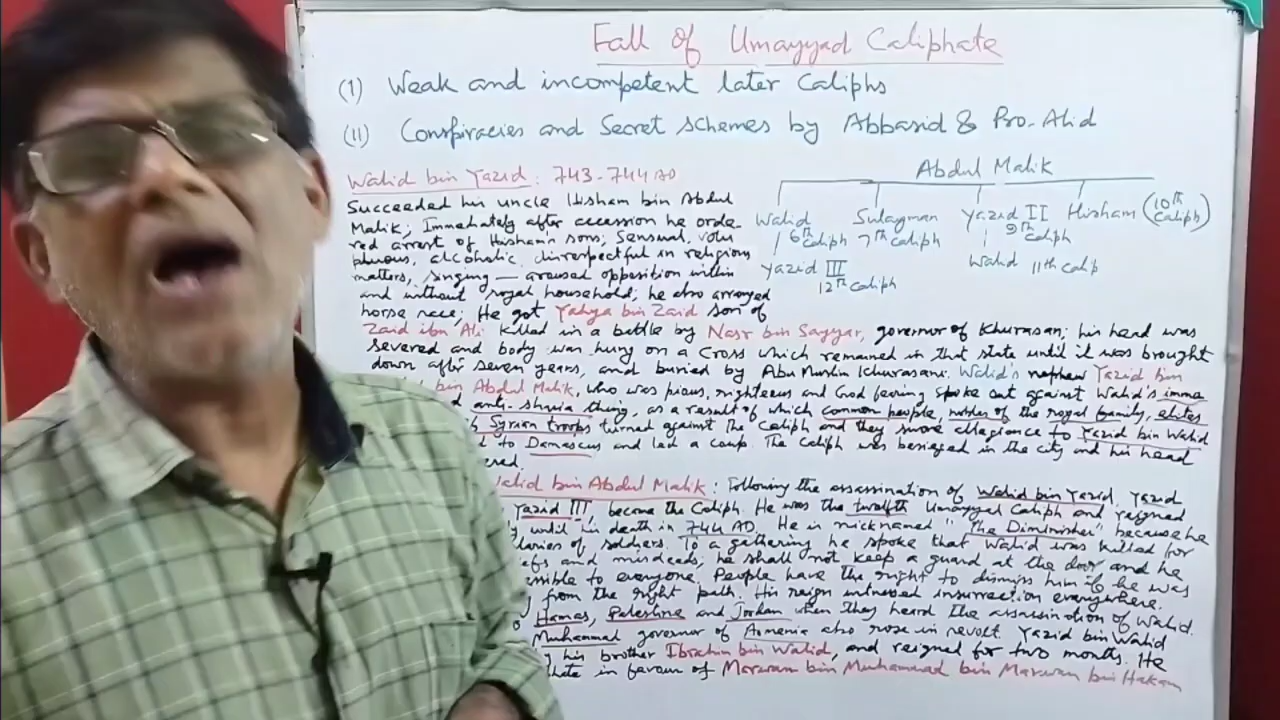 Fall of Umayyad Caliphate
(I) Weak and incompetent later Caliphs
(II) Conspiracies and Secret Schemes by Abbasid & Pro-Alid
Walid bin Yazid: 743-744 AD
Succeeded his uncle Hisham bin Abdul
Malik; Immediately after accession he orde-
red arrest of Hisham's sons; Sensual, volu
ptuous, alcoholic, disrespectful in religious
matters, singing — aroused opposition within
and without royal household; he also arranged
horse race; He got Yahya bin Zaid son of
Zaid ibn Ali killed in a battle by Nasr bin Sayyar, governor of Khurasan; his head was
severed and body was hung on a cross which remained in that state until it was brought
down after seven years, and buried by Abu Muslim Khurasani. Walid's nephew Yazid bin
bin Abdul Malik, who was pious, righteous and God fearing spoke out against Walid's imma
anti-sharia thing, as a result of which common people, nobles of the royal family, elites
Syrian troops turned against the Caliph and they swore allegiance to Yazid bin Walid
to Damascus and led a coup. The Caliph was besieged in the city and his head
ered.
Abdul Malik
Walid Sulayman Yazid II Hisham (10th Caliph)
6th Caliph 7th Caliph 9th Caliph
Yazid III Walid 11th Calip
12th Caliph
Walid bin Abdul Malik: Following the assassination of Walid bin Yazid, Yazid
Yazid III become the Caliph. He was the twelfth Umayyad Caliph and reigned
until his death in 744 AD. He is nicknamed "The Diminisher" because he
laries of soldiers. To a gathering he spoke that Walid was killed for
efs and misdeeds; he shall not keep a guard at the door and he
ssible to everyone. People have the right to dismiss him if he was
from the right path. His reign witnessed insurrection everywhere.
Hamas, Palestine and Jordan when they heard the assassination of Walid.
Muhammad governor of Armenia also rose in revolt. Yazid bin Walid
his brother Ibrahim bin Walid, and reigned for two months. He
in favour of Marwan bin Muhammad bin Marwan bin Hakam